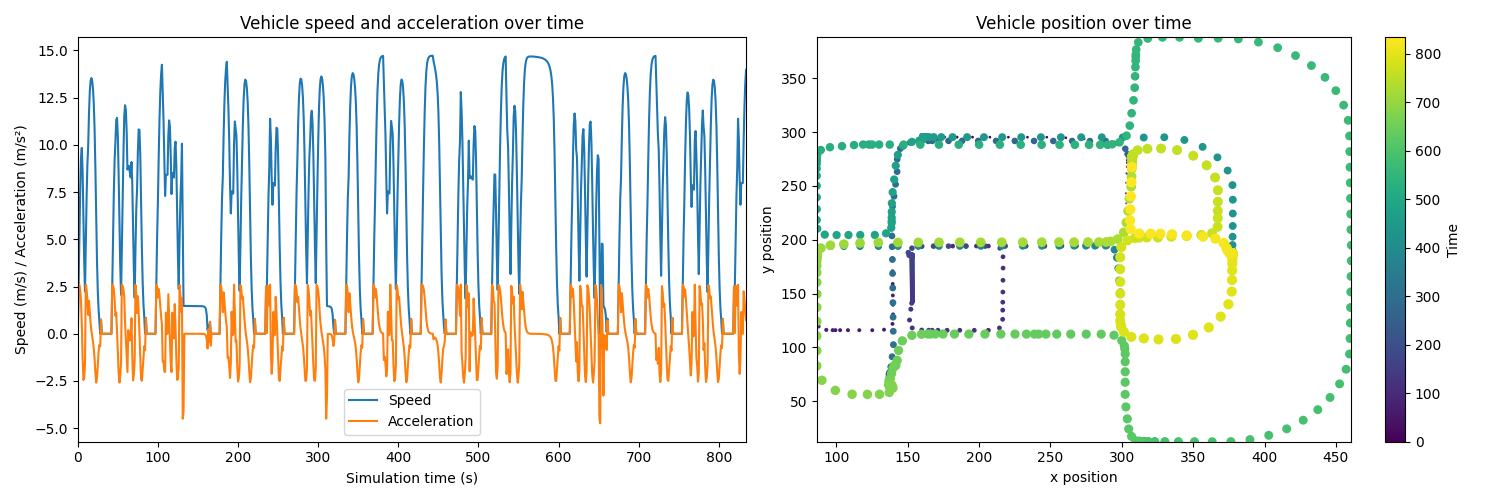 Vehicle speed and acceleration over time
Speed (m/s) / Acceleration (m/s²)
15.0
12.5
10.0
7.5
5.0
2.5
0.0
−2.5
−5.0
Speed
Acceleration
0 100 200 300 400 500 600 700 800
Simulation time (s)
Vehicle position over time
y position
350
300
250
200
150
100
50
100 150 200 250 300 350 400 450
x position
800
700
600
500
400
300
200
100
0
Time